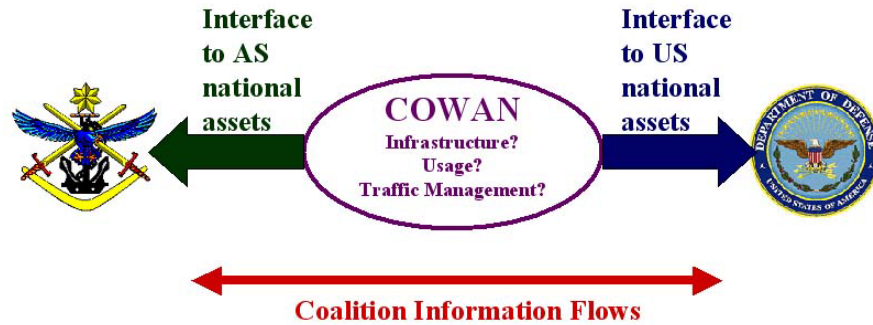 Interface
to AS
national
assets
Interface
to US
national
assets
COWAN
Infrastructure?
Usage?
Traffic Management?
DEPARTMENT OF DEFENSE
UNITED STATES OF AMERICA
Coalition Information Flows